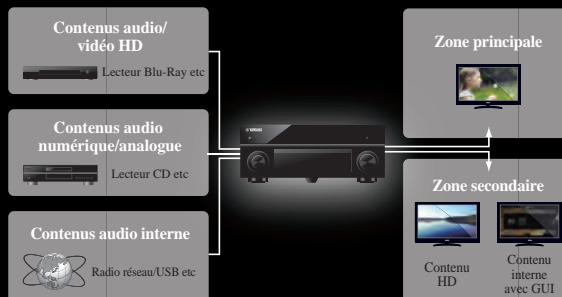 Contenus audio/
vidéo HD
Lecteur Blu-Ray etc
Contenus audio
numérique/analogue
Lecteur CD etc
Contenus audio interne
Radio réseau/USB etc
YAMAHA
Zone principale
Zone secondaire
Contenu
HD
Contenu
interne
avec GUI